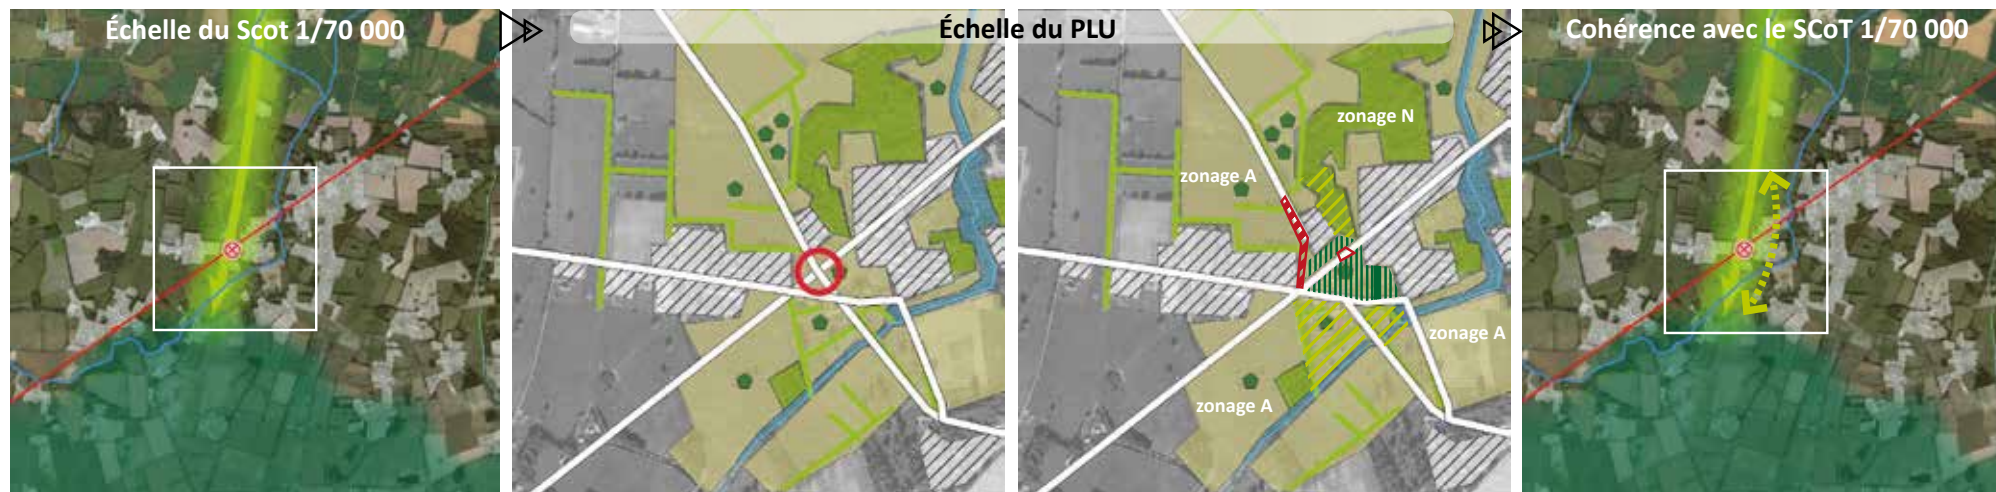 Échelle du Scot 1/70 000
Échelle du PLU
Cohérence avec le SCoT 1/70 000
zonage N
zonage A
zonage A
zonage A